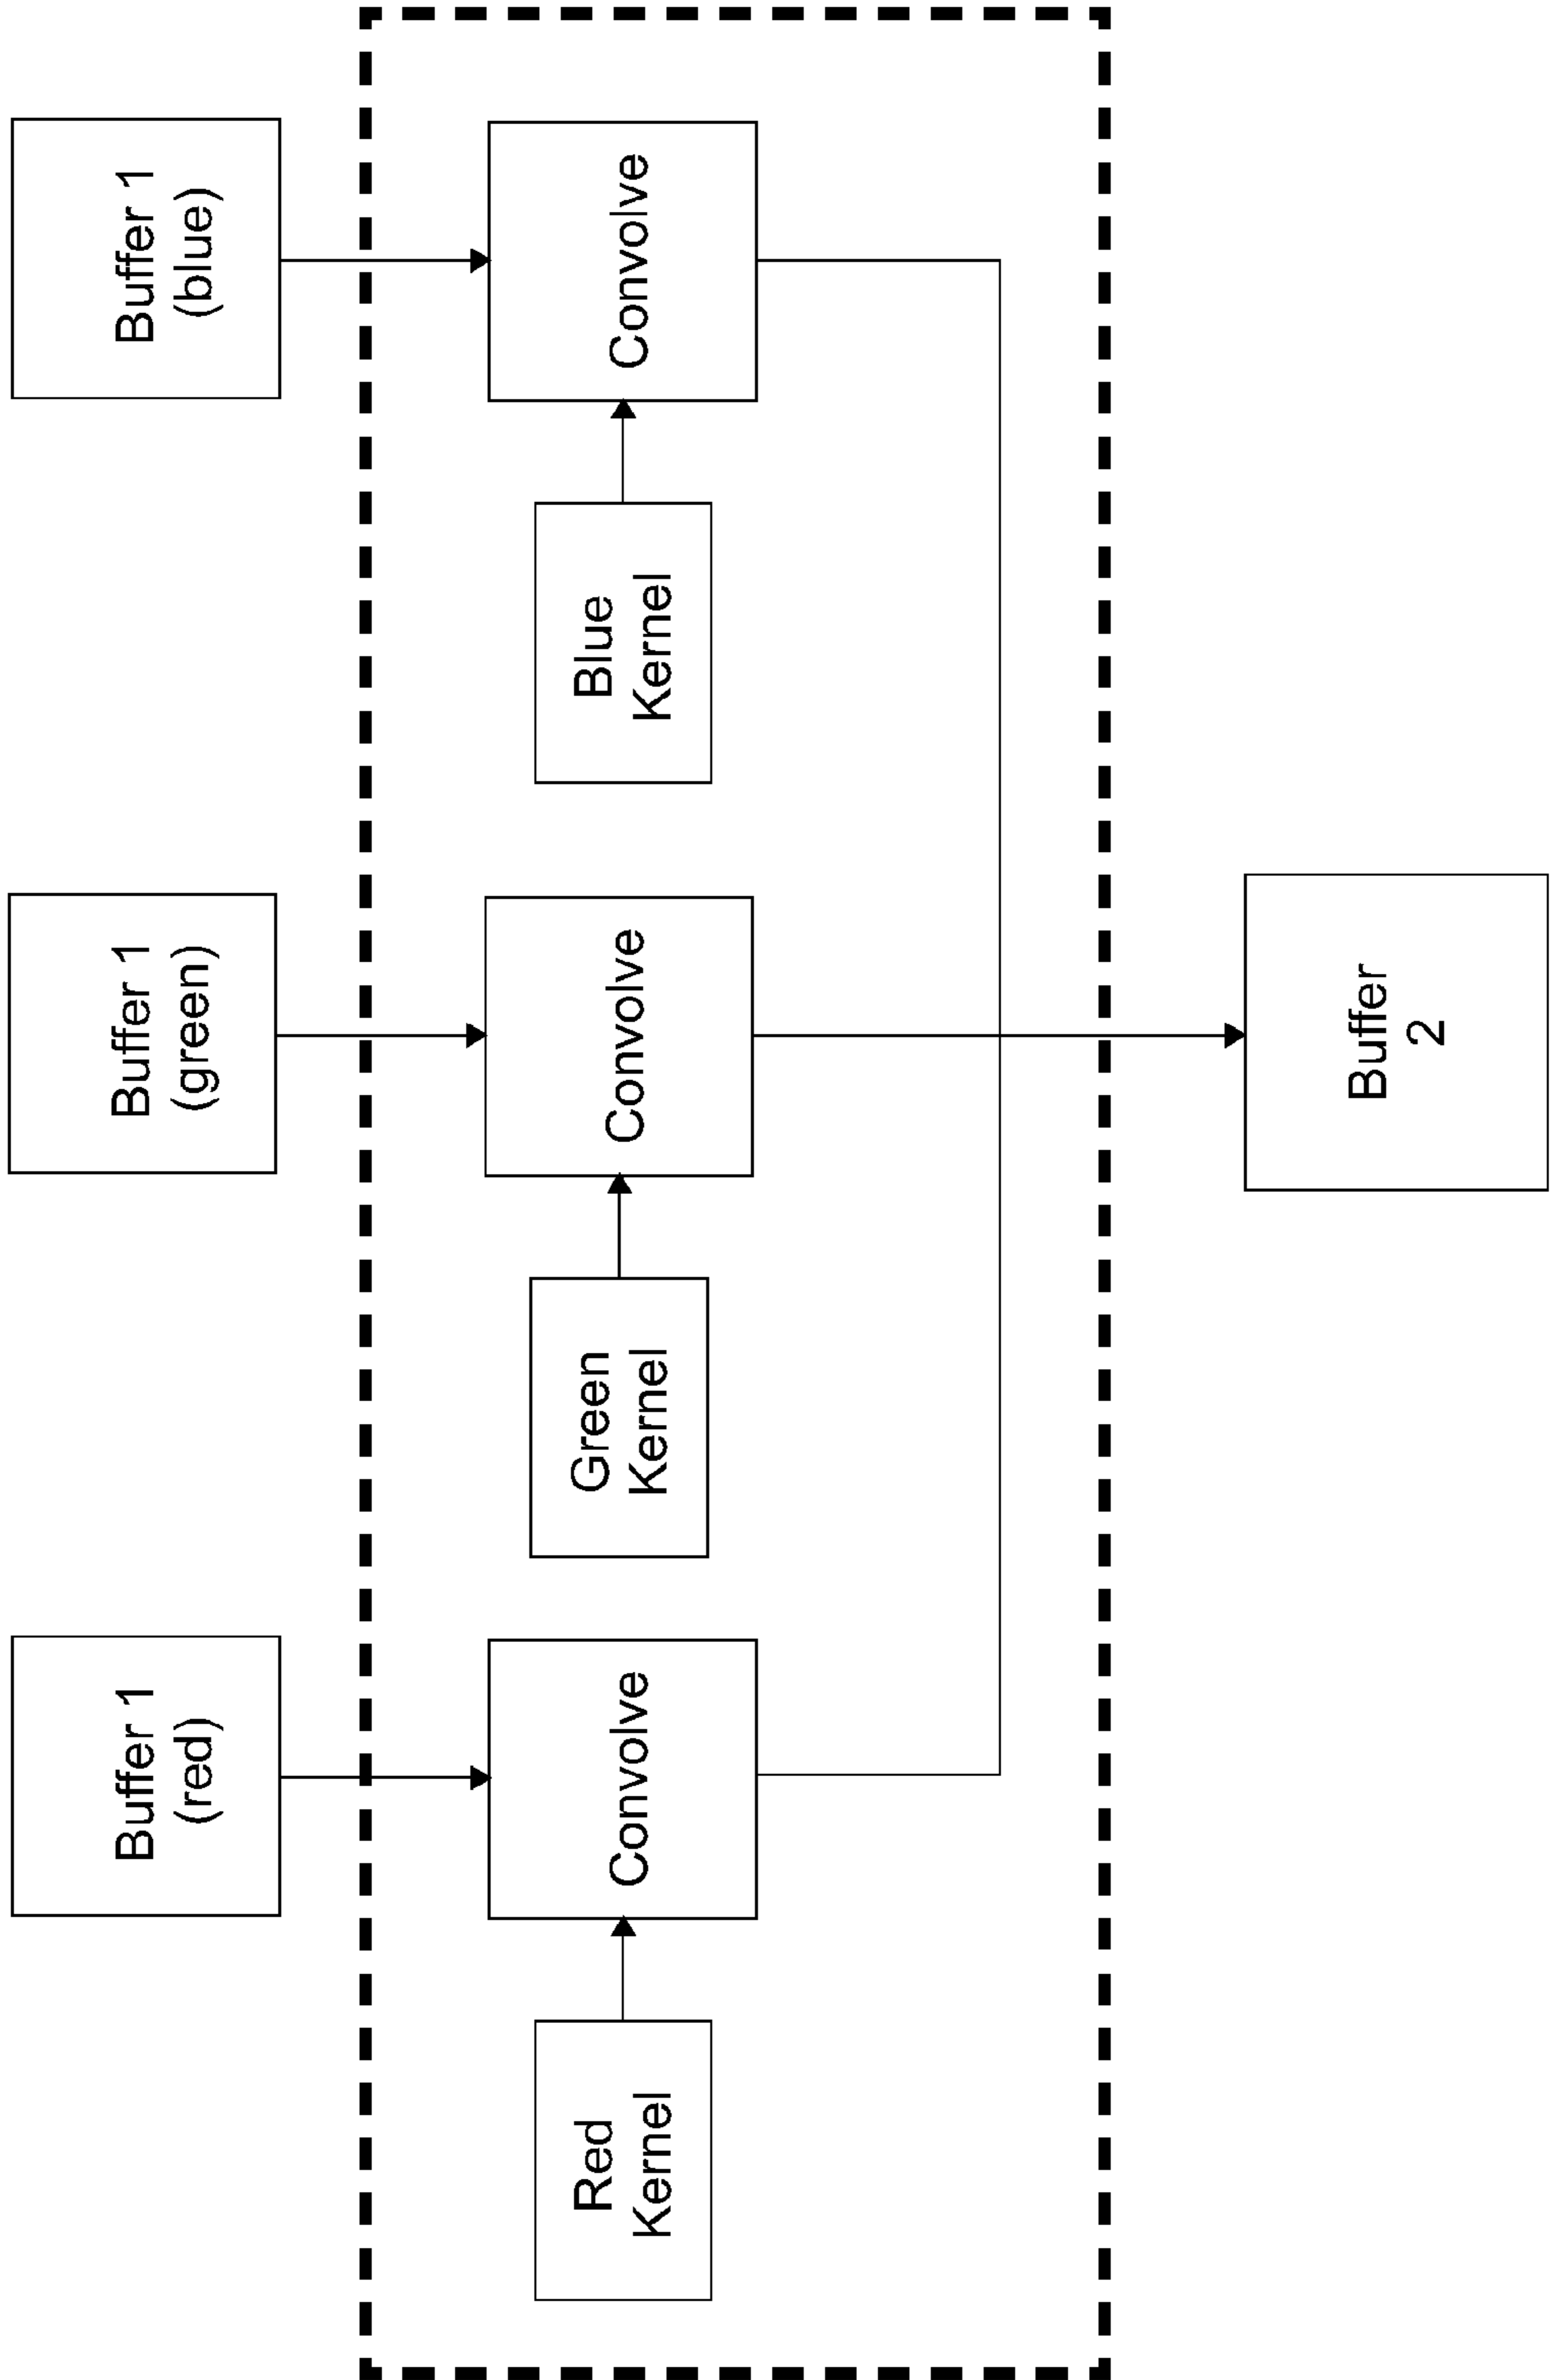 Buffer 1
(red)
Buffer 1
(green)
Buffer 1
(blue)
Red
Kernel
Convolve
Green
Kernel
Convolve
Blue
Kernel
Convolve
Buffer
2